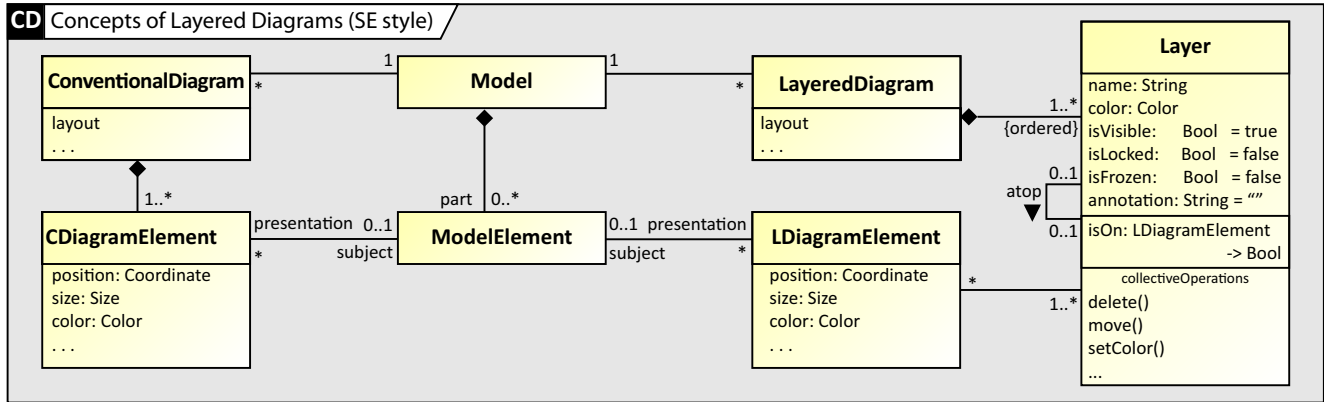 CD Concepts of Layered Diagrams (SE style)
ConventionalDiagram
layout
. . .
1
*
Model
1
*
LayeredDiagram
layout
. . .
1..*
{ordered}
Layer
name: String
color: Color
isVisible: Bool = true
isLocked: Bool = false
isFrozen: Bool = false
annotation: String = “”
isOn: LDiagramElement
-> Bool
collectiveOperations
delete()
move()
setColor()
...
0..1
atop
0..1
1..*
part 0..*
CDiagramElement
position: Coordinate
size: Size
color: Color
. . .
presentation 0..1
* subject
ModelElement
0..1 presentation
subject *
LDiagramElement
position: Coordinate
size: Size
color: Color
. . .
*
1..*